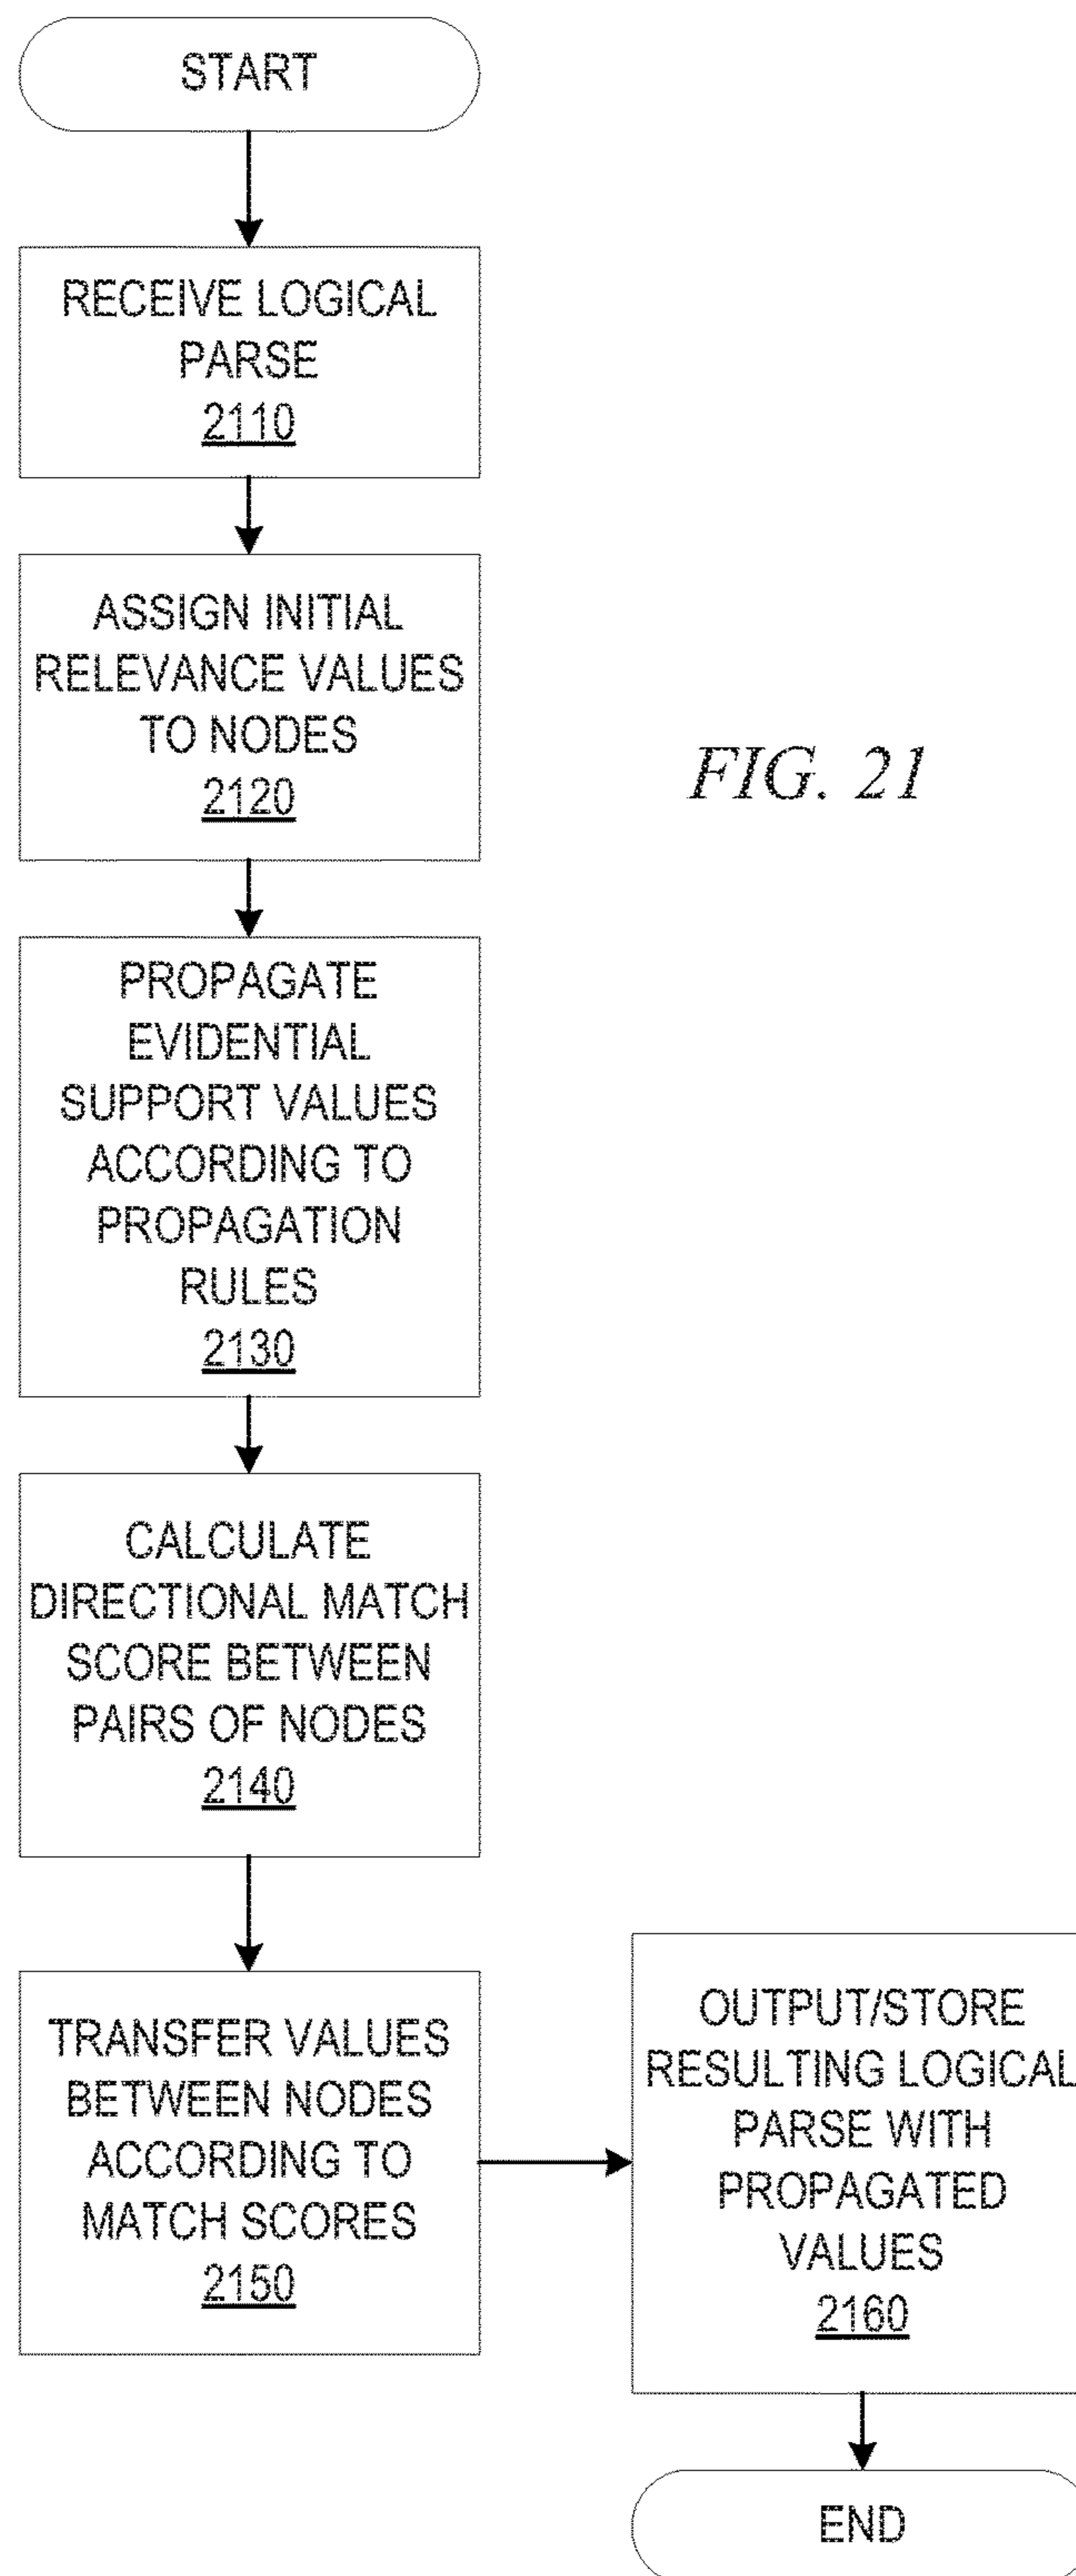 START
RECEIVE LOGICAL
PARSE
2110
ASSIGN INITIAL
RELEVANCE VALUES
TO NODES
2120
FIG. 21
PROPAGATE
EVIDENTIAL
SUPPORT VALUES
ACCORDING TO
PROPAGATION
RULES
2130
CALCULATE
DIRECTIONAL MATCH
SCORE BETWEEN
PAIRS OF NODES
2140
TRANSFER VALUES
BETWEEN NODES
ACCORDING TO
MATCH SCORES
2150
OUTPUT/STORE
RESULTING LOGICAL
PARSE WITH
PROPAGATED
VALUES
2160
END